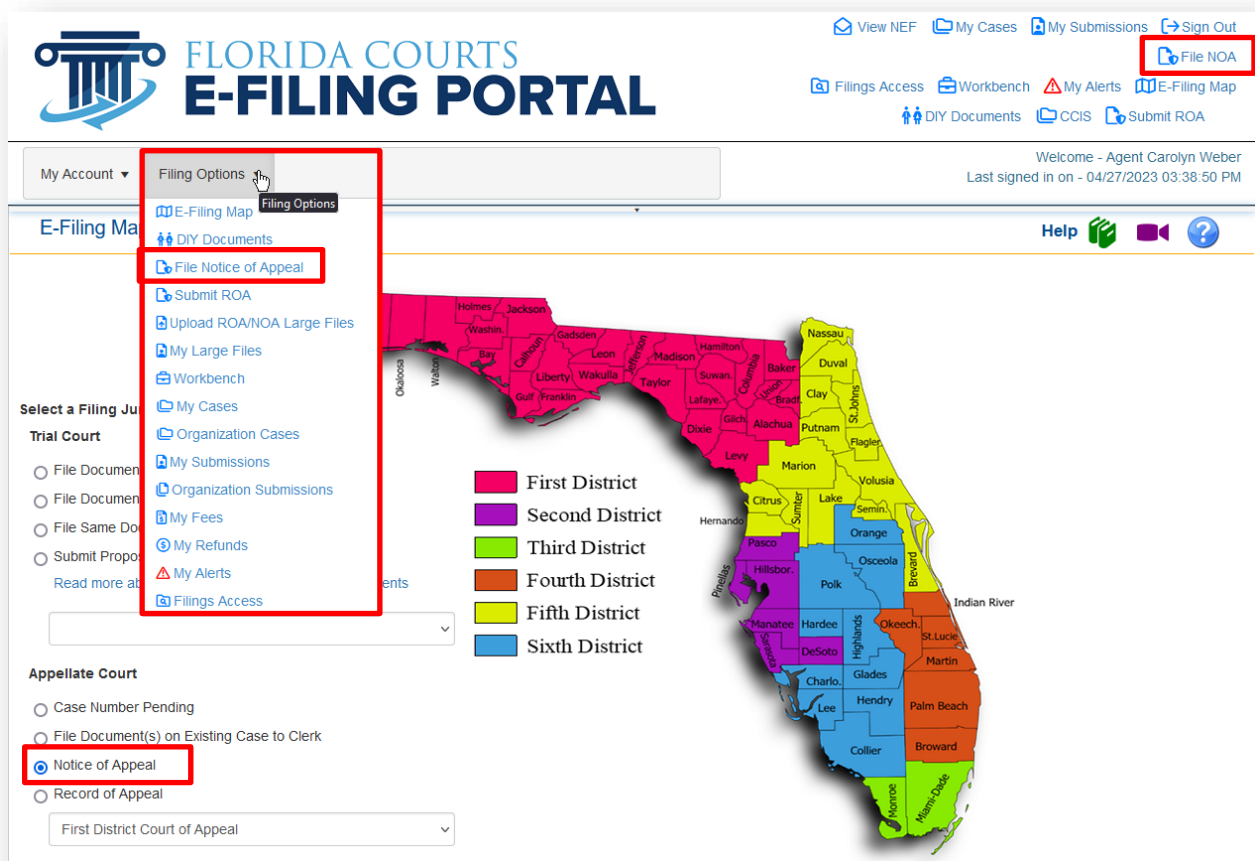 View NEF My Cases My Submissions Sign Out
File NOA
FLORIDA COURTS
E-FILING PORTAL
Filings Access Workbench My Alerts E-Filing Map
DIY Documents CCIS Submit ROA
My Account Filing Options
Welcome - Agent Carolyn Weber
Last signed in on - 04/27/2023 03:38:50 PM
Filing Options
E-Filing Ma
Help
E-Filing Map
DIY Documents
File Notice of Appeal
Submit ROA
Upload ROA/NOA Large Files
My Large Files
Workbench
My Cases
Organization Cases
My Submissions
Organization Submissions
My Fees
My Refunds
My Alerts
Filings Access
Select a Filing Ju
Trial Court
File Documen
File Documen
File Same Do
Submit Propos
Read more ab
ents
Appellate Court
Case Number Pending
File Document(s) on Existing Case to Clerk
Notice of Appeal
Record of Appeal
First District Court of Appeal
First District
Second District
Third District
Fourth District
Fifth District
Sixth District
Okaloosa
Walton
Holmes
Jackson
Washin.
Bay
Calhoun
Gadsden
Liberty
Gulf
Franklin
Leon
Wakulla
Jefferson
Madison
Taylor
Hamilton
Suwan.
Lafaye.
Columbia
Dixie
Gilch
Baker
Union
Bradf.
Alachua
Levy
Nassau
Duval
Clay
St.Johns
Putnam
Flagler
Marion
Volusia
Citrus
Sumter
Lake
Semin.
Hernando
Orange
Pasco
Osceola
Brevard
Hillsbor.
Pinellas
Polk
Indian River
Manatee
Hardee
Highlands
Okeech.
St.Lucie
Sarasota
DeSoto
Martin
Charlo.
Glades
Lee
Hendry
Palm Beach
Collier
Broward
Monroe
Miami-Dade